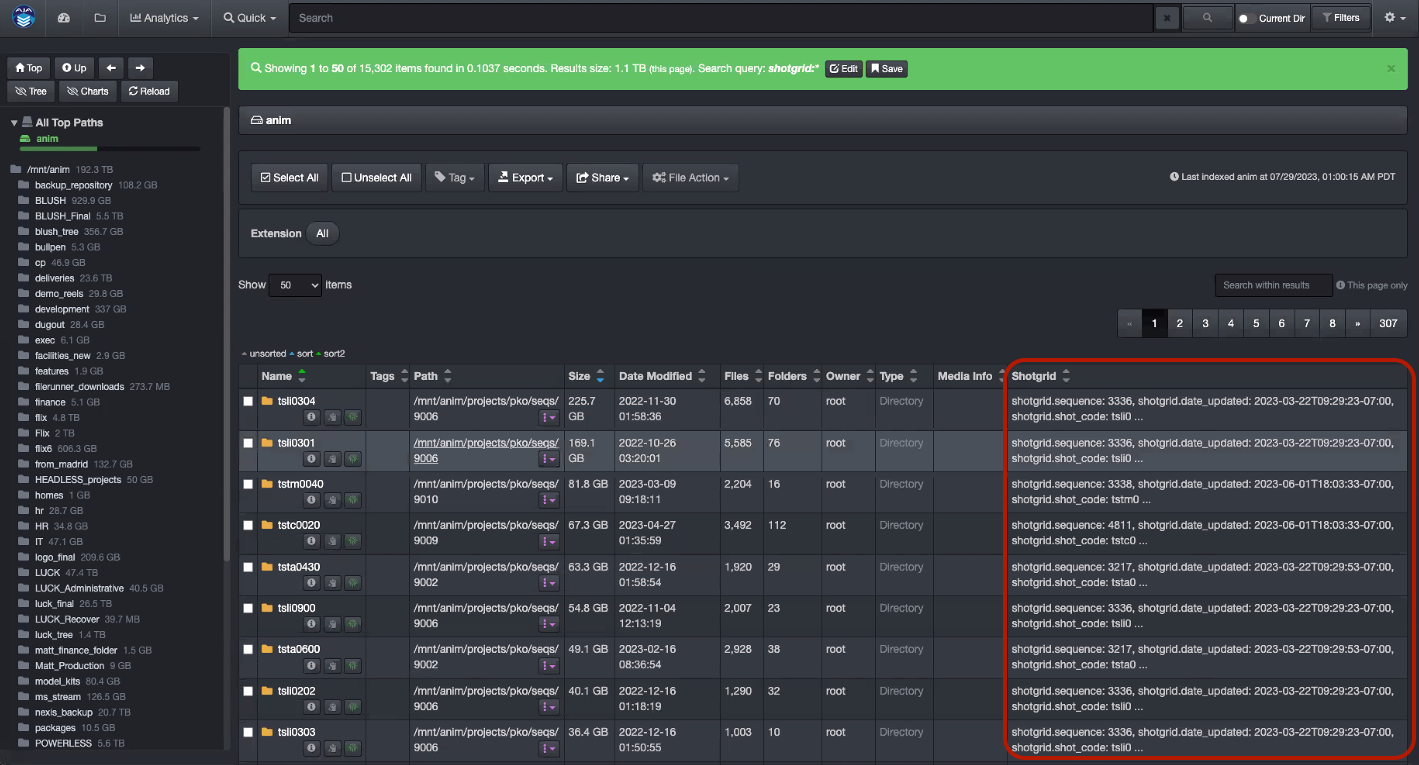 AJA
Analytics
Quick
Search
Current Dir
Filters
Top
Up
Tree
Charts
Reload
Showing 1 to 50 of 15,302 items found in 0.1037 seconds. Results size: 1.1 TB (this page). Search query: shotgrid:* Edit Save
All Top Paths
anim
/mnt/anim 192.3 TB
backup_repository 108.2 GB
BLUSH 929.9 GB
BLUSH_Final 5.5 TB
blush_tree 356.7 GB
bullpen 5.3 GB
cp 46.9 GB
deliveries 23.6 TB
demo_reels 29.8 GB
development 337 GB
dugout 28.4 GB
exec 6.1 GB
facilities_new 2.9 GB
features 1.9 GB
filerunner_downloads 273.7 MB
finance 5.1 GB
flix 4.8 TB
Flix 2 TB
flix6 606.3 GB
from_madrid 132.7 GB
HEADLESS_projects 50 GB
homes 1 GB
hr 28.7 GB
HR 34.8 GB
IT 47.1 GB
logo_final 209.6 GB
LUCK 47.4 TB
LUCK_Administrative 40.5 GB
luck_final 26.5 TB
LUCK_Recover 39.7 MB
luck_tree 1.4 TB
matt_finance_folder 1.5 GB
Matt_Production 9 GB
model_kits 80.4 GB
ms_stream 126.5 GB
nexis_backup 20.7 TB
packages 10.5 GB
POWERLESS 5.6 TB
anim
Select All
Unselect All
Tag
Export
Share
File Action
Last indexed anim at 07/29/2023, 01:00:15 AM PDT
Extension All
Show 50 items
Search within results
This page only
« 1 2 3 4 5 6 7 8 » 307
unsorted sort sort2
Name Tags Path Size Date Modified Files Folders Owner Type Media Info Shotgrid
tsli0304 /mnt/anim/projects/pko/seqs/ 225.7 2022-11-30 6,858 70 root Directory shotgrid.sequence: 3336, shotgrid.date_updated: 2023-03-22T09:29:23-07:00,
9006 GB 01:58:36 shotgrid.shot_code: tsli0 ...
tsli0301 /mnt/anim/projects/pko/seqs/ 169.1 2022-10-26 5,585 76 root Directory shotgrid.sequence: 3336, shotgrid.date_updated: 2023-03-22T09:29:23-07:00,
9006 GB 03:20:01 shotgrid.shot_code: tsli0 ...
tstm0040 /mnt/anim/projects/pko/seqs/ 81.8 GB 2023-03-09 2,204 16 root Directory shotgrid.sequence: 3338, shotgrid.date_updated: 2023-06-01T18:03:33-07:00,
9010 09:18:11 shotgrid.shot_code: tstm0 ...
tstc0020 /mnt/anim/projects/pko/seqs/ 67.3 GB 2023-04-27 3,492 112 root Directory shotgrid.sequence: 4811, shotgrid.date_updated: 2023-06-01T18:03:33-07:00,
9009 01:35:59 shotgrid.shot_code: tstc0 ...
tsta0430 /mnt/anim/projects/pko/seqs/ 63.3 GB 2022-12-16 1,920 29 root Directory shotgrid.sequence: 3217, shotgrid.date_updated: 2023-03-22T09:29:53-07:00,
9002 01:58:54 shotgrid.shot_code: tsta0 ...
tsli0900 /mnt/anim/projects/pko/seqs/ 54.8 GB 2022-11-04 2,007 23 root Directory shotgrid.sequence: 3336, shotgrid.date_updated: 2023-03-22T09:29:23-07:00,
9006 12:13:19 shotgrid.shot_code: tsli0 ...
tsta0600 /mnt/anim/projects/pko/seqs/ 49.1 GB 2023-02-16 2,928 38 root Directory shotgrid.sequence: 3217, shotgrid.date_updated: 2023-03-22T09:29:53-07:00,
9002 08:36:54 shotgrid.shot_code: tsta0 ...
tsli0202 /mnt/anim/projects/pko/seqs/ 40.1 GB 2022-12-16 1,290 32 root Directory shotgrid.sequence: 3336, shotgrid.date_updated: 2023-03-22T09:29:23-07:00,
9006 01:18:19 shotgrid.shot_code: tsli0 ...
tsli0303 /mnt/anim/projects/pko/seqs/ 36.4 GB 2022-12-16 1,003 10 root Directory shotgrid.sequence: 3336, shotgrid.date_updated: 2023-03-22T09:29:23-07:00,
9006 01:50:55 shotgrid.shot_code: tsli0 ...